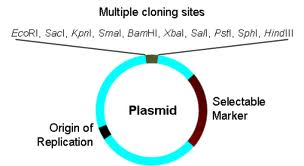 Multiple cloning sites
EcoRI, SacI, KpnI, SmaI, BamHI, XbaI, SalI, PstI, SphI, HindIII
Plasmid
Selectable
Marker
Origin of
Replication